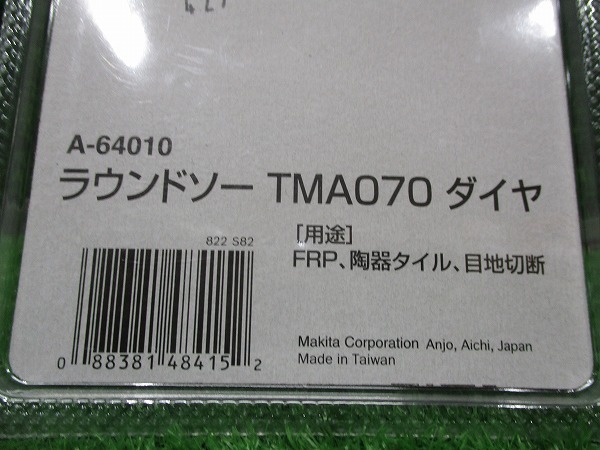 A-64010
ラウンドソー TMA070 ダイヤ
822 S82
[用途]
FRP、陶器タイル、目地切断
0 88381 48415 2
Makita Corporation Anjo, Aichi, Japan
Made in Taiwan